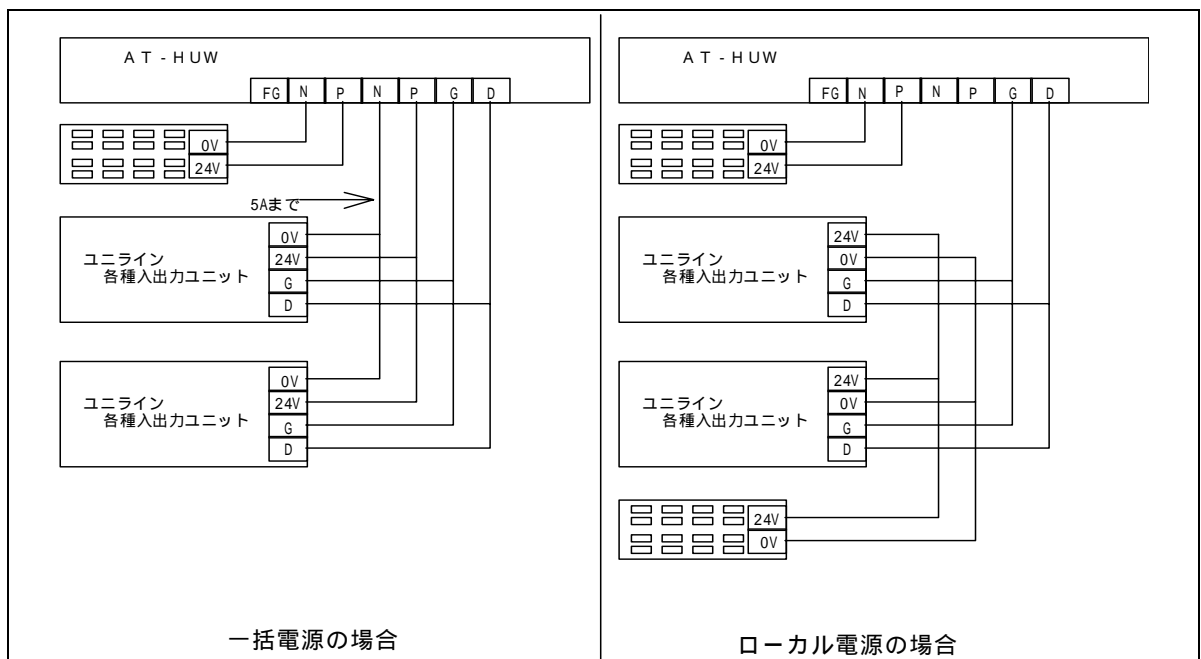 AT-HUW
FG N P N P G D
0V
24V
5Aまで
ユニライン
各種入出力ユニット
0V
24V
G
D
ユニライン
各種入出力ユニット
0V
24V
G
D
一括電源の場合
AT-HUW
FG N P N P G D
0V
24V
ユニライン
各種入出力ユニット
24V
0V
G
D
ユニライン
各種入出力ユニット
24V
0V
G
D
24V
0V
ローカル電源の場合